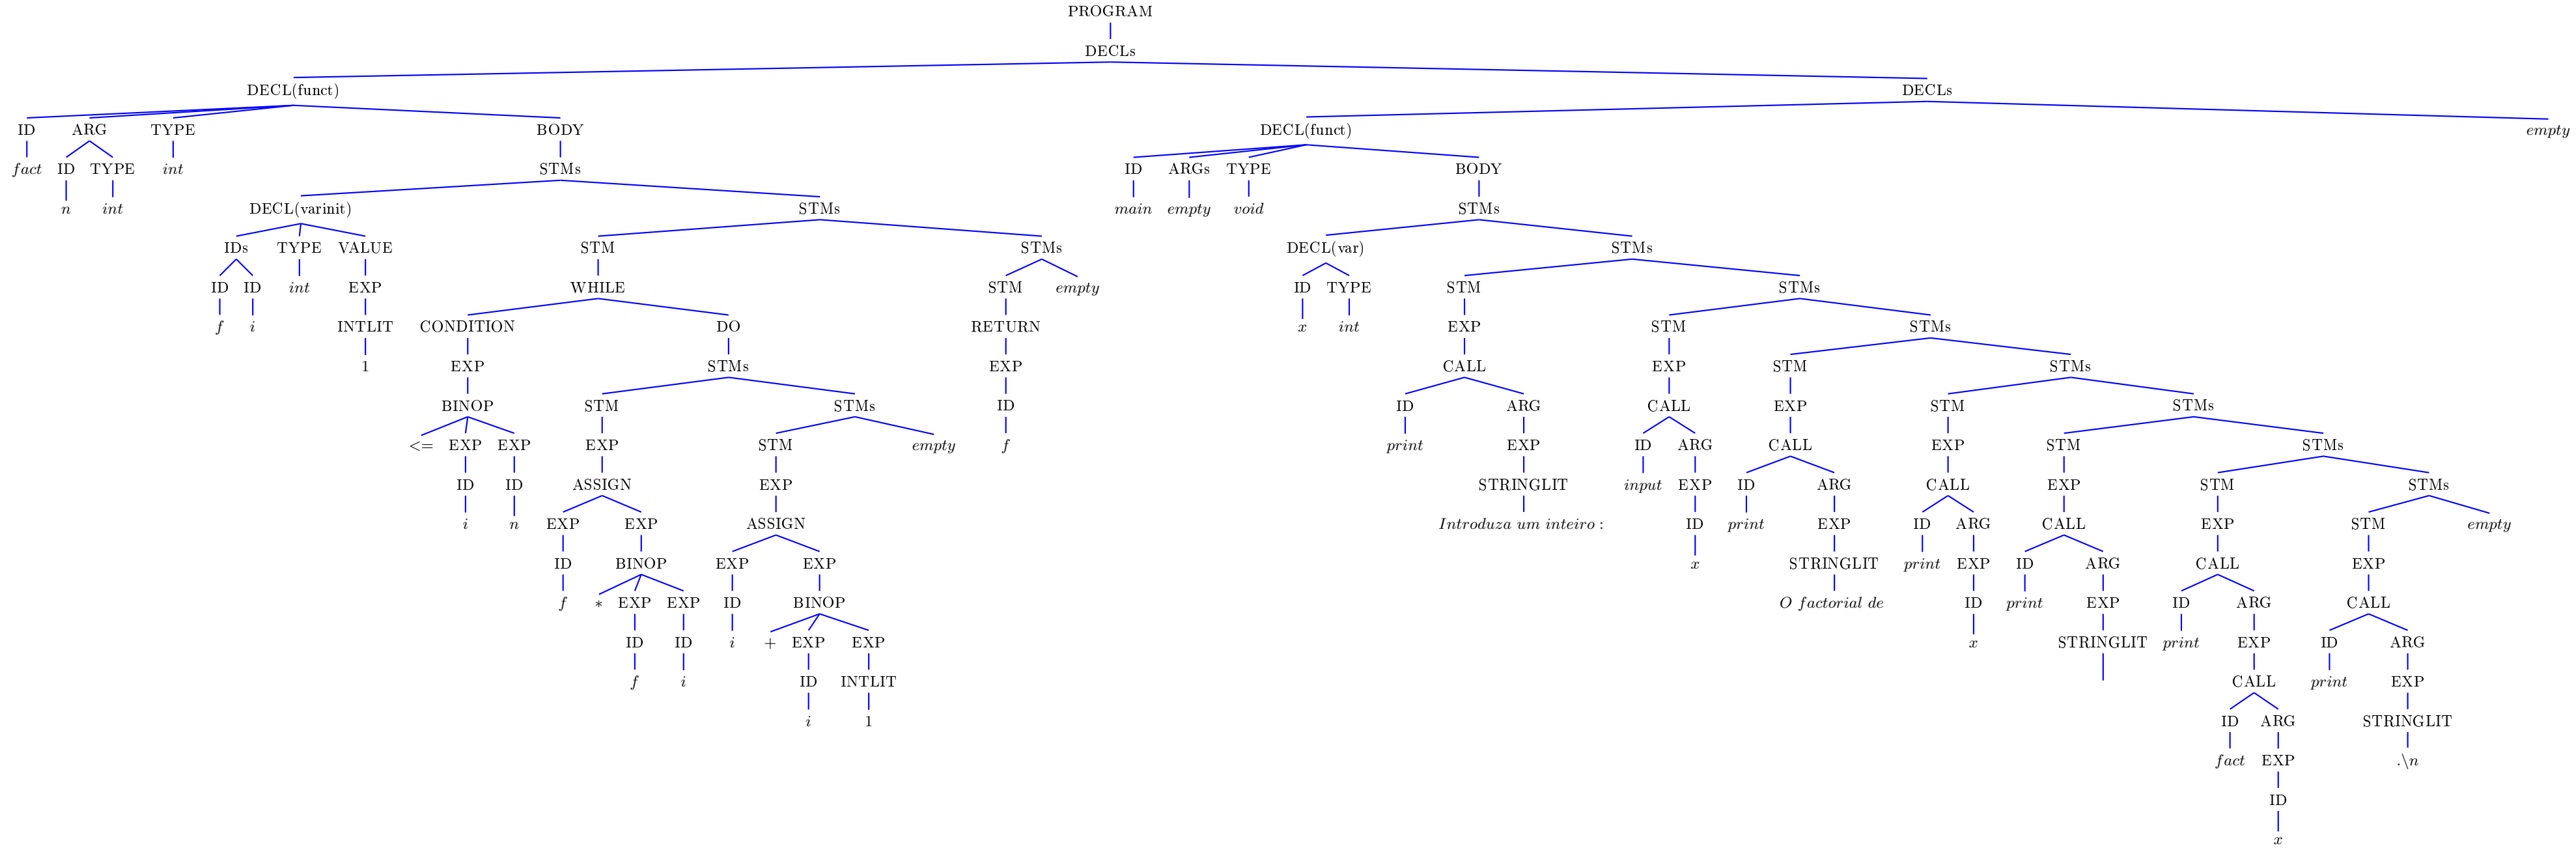 PROGRAM
DECLs
DECL(funct) DECLs
ID ARG TYPE BODY DECL(funct) empty
fact ID TYPE int STMs ID ARGs TYPE BODY
n int DECL(varinit) STMs main empty void STMs
IDs TYPE VALUE STM STMs DECL(var) STMs
ID ID int EXP WHILE STM empty ID TYPE STM STMs
f i INTLIT CONDITION DO RETURN x int EXP STM STMs
1 EXP STMs EXP CALL EXP STM STMs
BINOP STM STMs ID ID ARG CALL EXP STM STMs
<= EXP EXP EXP STM empty f print EXP ID ARG CALL EXP STM STMs
ID ID ASSIGN EXP STRINGLIT input EXP ID ARG CALL EXP STM STMs
i n EXP EXP ASSIGN Introduza um inteiro : ID print EXP ID ARG CALL EXP STM empty
ID BINOP EXP EXP x STRINGLIT print EXP ID ARG CALL EXP
f * EXP EXP ID BINOP O factorial de ID print EXP ID ARG CALL
ID ID i + EXP EXP x STRINGLIT print EXP ID ARG
f i ID INTLIT CALL print EXP
i 1 ID ARG STRINGLIT
fact EXP .\n
ID
x